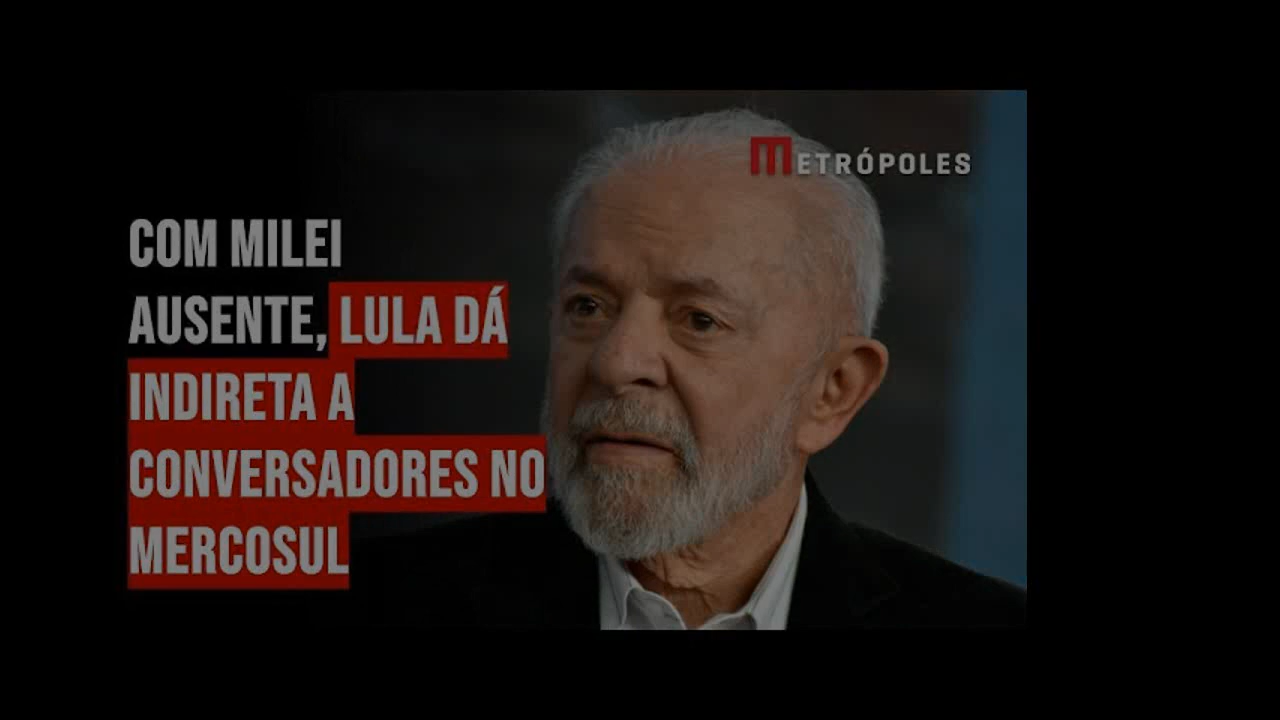 METRÓPOLES
COM MILEI
AUSENTE, LULA DÁ
INDIRETA A
CONVERSADORES NO
MERCOSUL